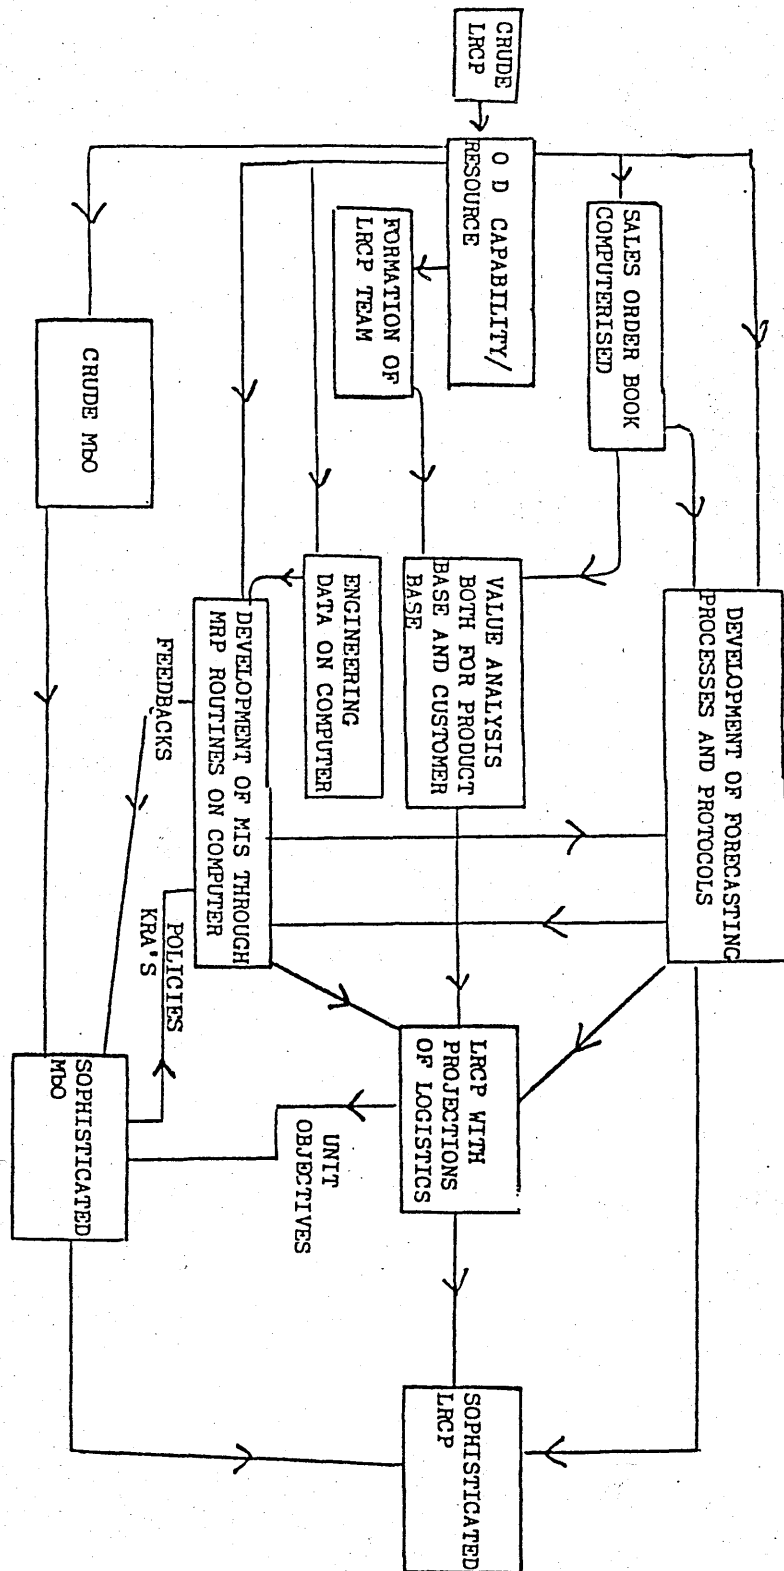 CRUDE
LRCP
O D CAPABILITY/
RESOURCE
SALES ORDER BOOK
COMPUTERISED
FORMATION OF
LRCP TEAM
CRUDE MbO
DEVELOPMENT OF FORECASTING
PROCESSES AND PROTOCOLS
VALUE ANALYSIS
BOTH FOR PRODUCT
BASE AND CUSTOMER
BASE
ENGINEERING
DATA ON COMPUTER
DEVELOPMENT OF MIS THROUGH
MRP ROUTINES ON COMPUTER
FEEDBACKS
POLICIES
KRA'S
LRCP WITH
PROJECTIONS
OF LOGISTICS
UNIT
OBJECTIVES
SOPHISTICATED
MbO
SOPHISTICATED
LRCP